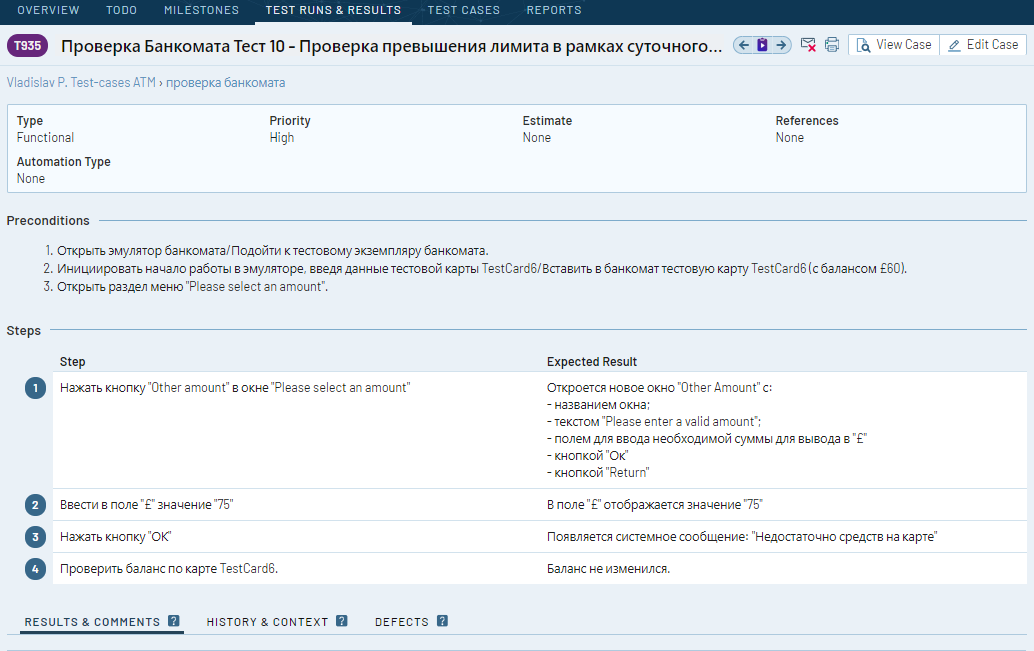 OVERVIEW TODO MILESTONES TEST RUNS & RESULTS TEST CASES REPORTS
T935 Проверка Банкомата Тест 10 - Проверка превышения лимита в рамках суточного... View Case Edit Case
Vladislav P. Test-cases ATM › проверка банкомата
Type Priority Estimate References
Functional High None None
Automation Type
None
Preconditions
1. Открыть эмулятор банкомата/Подойти к тестовому экземпляру банкомата.
2. Инициировать начало работы в эмуляторе, введя данные тестовой карты TestCard6/Вставить в банкомат тестовую карту TestCard6 (с балансом £60).
3. Открыть раздел меню "Please select an amount".
Steps
Step Expected Result
1 Нажать кнопку "Other amount" в окне "Please select an amount" Откроется новое окно "Other Amount" с:
- названием окна;
- текстом "Please enter a valid amount";
- полем для ввода необходимой суммы для вывода в "£"
- кнопкой "Ок"
- кнопкой "Return"
2 Ввести в поле "£" значение "75" В поле "£" отображается значение "75"
3 Нажать кнопку "ОК" Появляется системное сообщение: "Недостаточно средств на карте"
4 Проверить баланс по карте TestCard6. Баланс не изменился.
RESULTS & COMMENTS ? HISTORY & CONTEXT ? DEFECTS ?